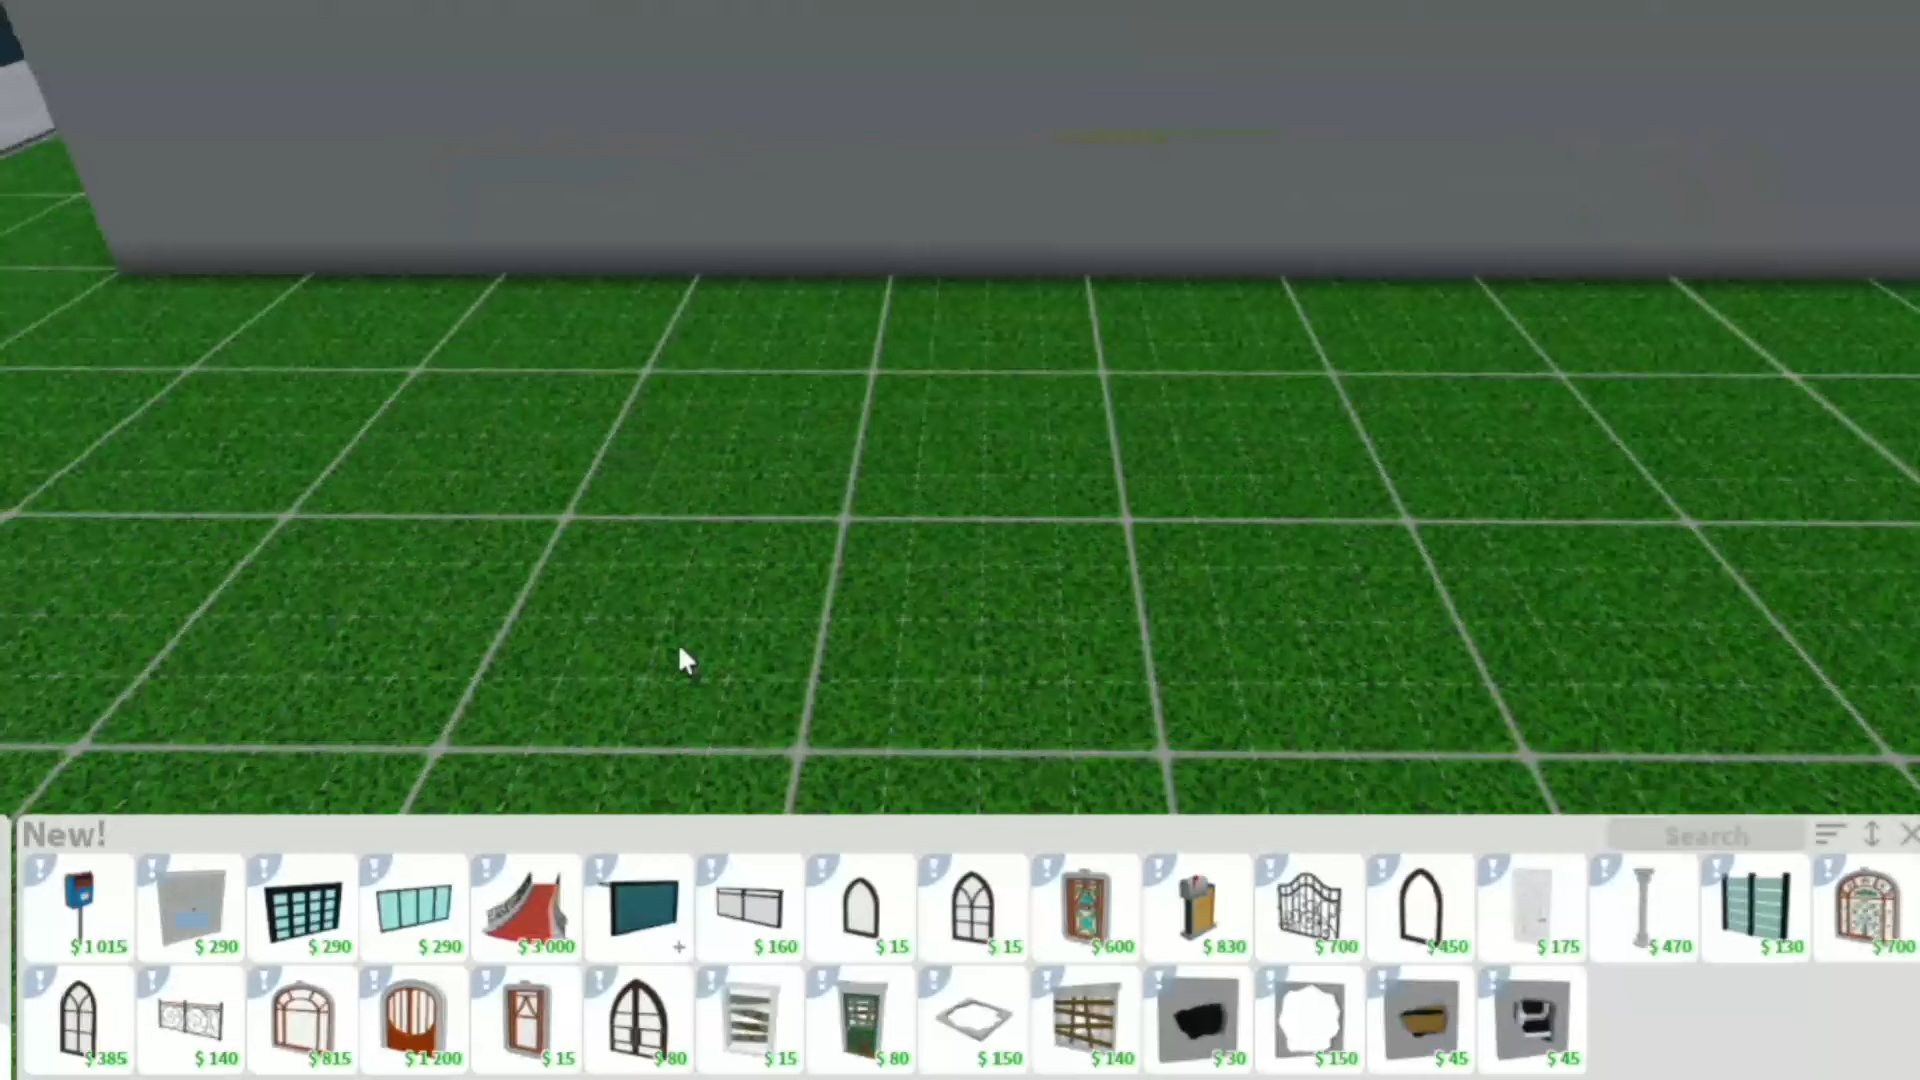 New!
Search
$ 1 015 $ 290 $ 290 $ 290 $ 3 000 + $ 160 $ 15 $ 15 $ 600 $ 830 $ 700 $ 450 $ 175 $ 470 $ 130 $ 700
$ 385 $ 140 $ 815 $ 1 200 $ 15 $ 80 $ 15 $ 80 $ 150 $ 140 $ 30 $ 150 $ 45 $ 45